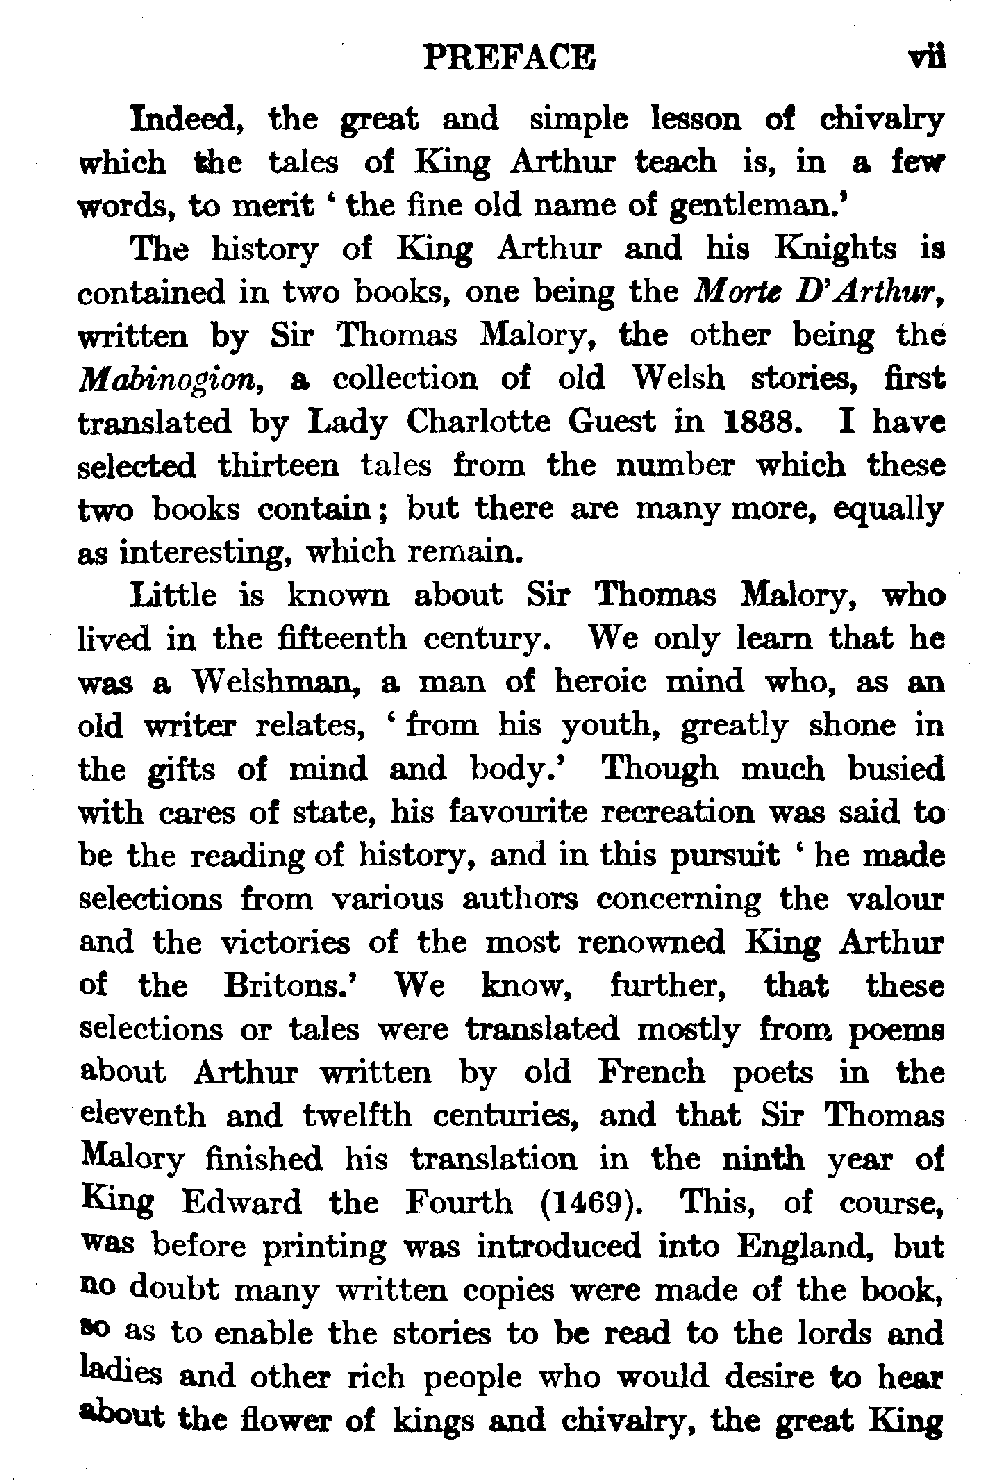 PREFACE vii
Indeed, the great and simple lesson of chivalry
which the tales of King Arthur teach is, in a few
words, to merit ‘ the fine old name of gentleman.’
The history of King Arthur and his Knights is
contained in two books, one being the Morte D’Arthur,
written by Sir Thomas Malory, the other being the
Mabinogion, a collection of old Welsh stories, first
translated by Lady Charlotte Guest in 1838. I have
selected thirteen tales from the number which these
two books contain; but there are many more, equally
as interesting, which remain.
Little is known about Sir Thomas Malory, who
lived in the fifteenth century. We only learn that he
was a Welshman, a man of heroic mind who, as an
old writer relates, ‘ from his youth, greatly shone in
the gifts of mind and body.’ Though much busied
with cares of state, his favourite recreation was said to
be the reading of history, and in this pursuit ‘ he made
selections from various authors concerning the valour
and the victories of the most renowned King Arthur
of the Britons.’ We know, further, that these
selections or tales were translated mostly from poems
about Arthur written by old French poets in the
eleventh and twelfth centuries, and that Sir Thomas
Malory finished his translation in the ninth year of
King Edward the Fourth (1469). This, of course,
was before printing was introduced into England, but
no doubt many written copies were made of the book,
so as to enable the stories to be read to the lords and
ladies and other rich people who would desire to hear
about the flower of kings and chivalry, the great King